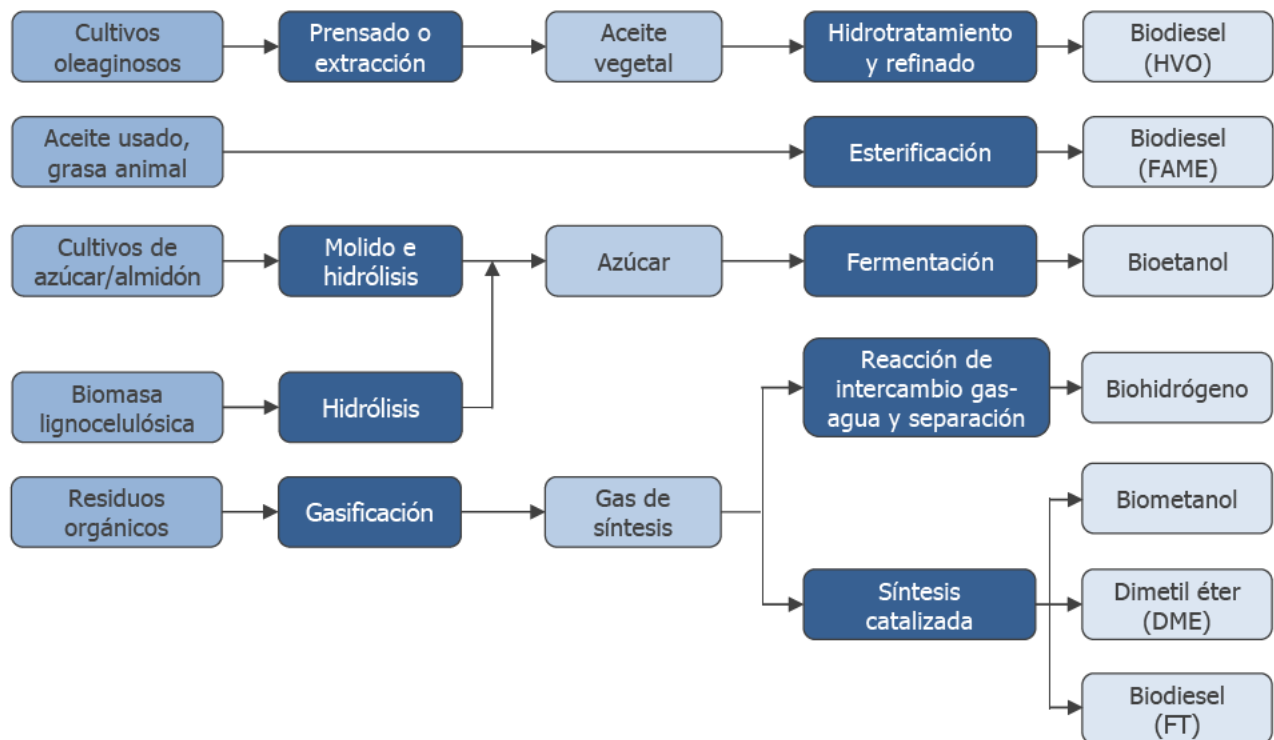 Cultivos
oleaginosos
Prensado o
extracción
Aceite
vegetal
Hidrotratamiento
y refinado
Biodiesel
(HVO)
Aceite usado,
grasa animal
Esterificación
Biodiesel
(FAME)
Cultivos de
azúcar/almidón
Molido e
hidrólisis
Azúcar
Fermentación
Bioetanol
Biomasa
lignocelulósica
Hidrólisis
Reacción de
intercambio gas-
agua y separación
Biohidrógeno
Residuos
orgánicos
Gasificación
Gas de
síntesis
Biometanol
Síntesis
catalizada
Dimetil éter
(DME)
Biodiesel
(FT)